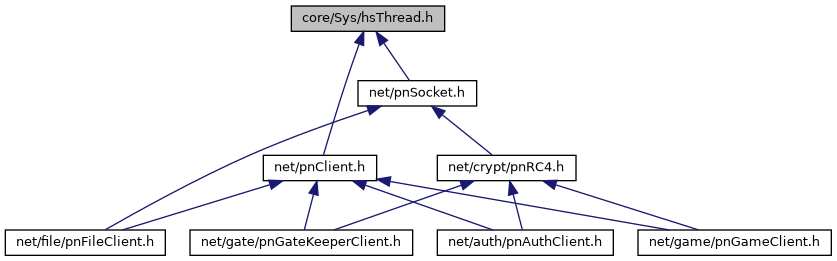 core/Sys/hsThread.h
net/pnSocket.h
net/pnClient.h
net/crypt/pnRC4.h
net/file/pnFileClient.h
net/gate/pnGateKeeperClient.h
net/auth/pnAuthClient.h
net/game/pnGameClient.h